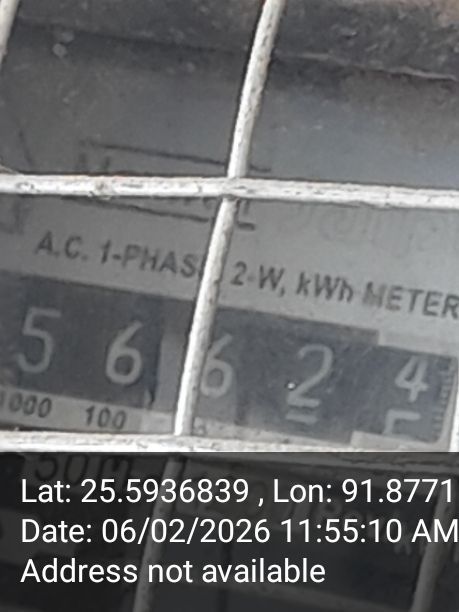 A.C. 1-PHASE 2-W, kWh METER
5 6 6 2 4
1000 100
Lat: 25.5936839 , Lon: 91.8771
Date: 06/02/2026 11:55:10 AM
Address not available